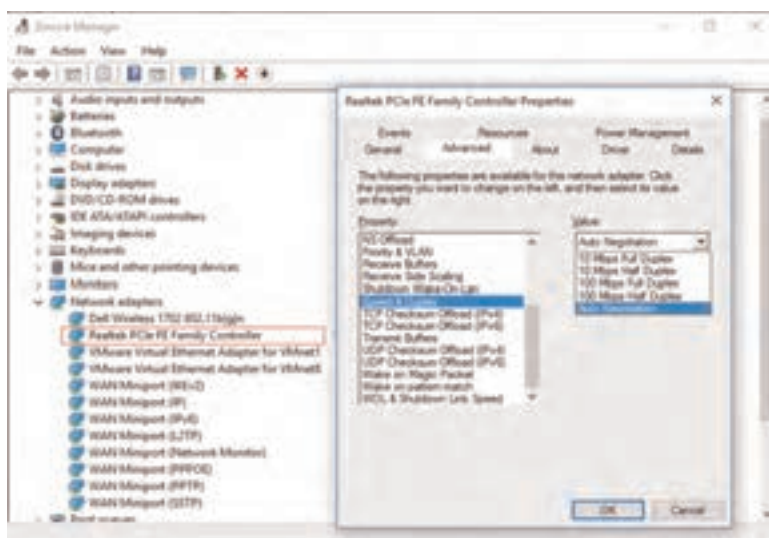 Device Manager
File Action View Help
Audio inputs and outputs
Batteries
Bluetooth
Computer
Disk drives
Display adapters
DVD/CD-ROM drives
IDE ATA/ATAPI controllers
Imaging devices
Keyboards
Mice and other pointing devices
Monitors
Network adapters
Dell Wireless 1702 802.11b/g/n
Realtek PCIe FE Family Controller
VMware Virtual Ethernet Adapter for VMnet1
VMware Virtual Ethernet Adapter for VMnet8
WAN Miniport (IKEv2)
WAN Miniport (IP)
WAN Miniport (IPv6)
WAN Miniport (L2TP)
WAN Miniport (Network Monitor)
WAN Miniport (PPPOE)
WAN Miniport (PPTP)
WAN Miniport (SSTP)
Print queues
Realtek PCIe FE Family Controller Properties
Events Resources Power Management
General Advanced About Driver Details
The following properties are available for this network adapter. Click
the property you want to change on the left, and then select its value
on the right.
Property:
NS Offload
Priority & VLAN
Receive Buffers
Receive Side Scaling
Shutdown Wake-On-Lan
Speed & Duplex
TCP Checksum Offload (IPv4)
TCP Checksum Offload (IPv6)
Transmit Buffers
UDP Checksum Offload (IPv4)
UDP Checksum Offload (IPv6)
Wake on Magic Packet
Wake on pattern match
WOL & Shutdown Link Speed
Value:
Auto Negotiation
10 Mbps Full Duplex
10 Mbps Half Duplex
100 Mbps Full Duplex
100 Mbps Half Duplex
Auto Negotiation
OK Cancel